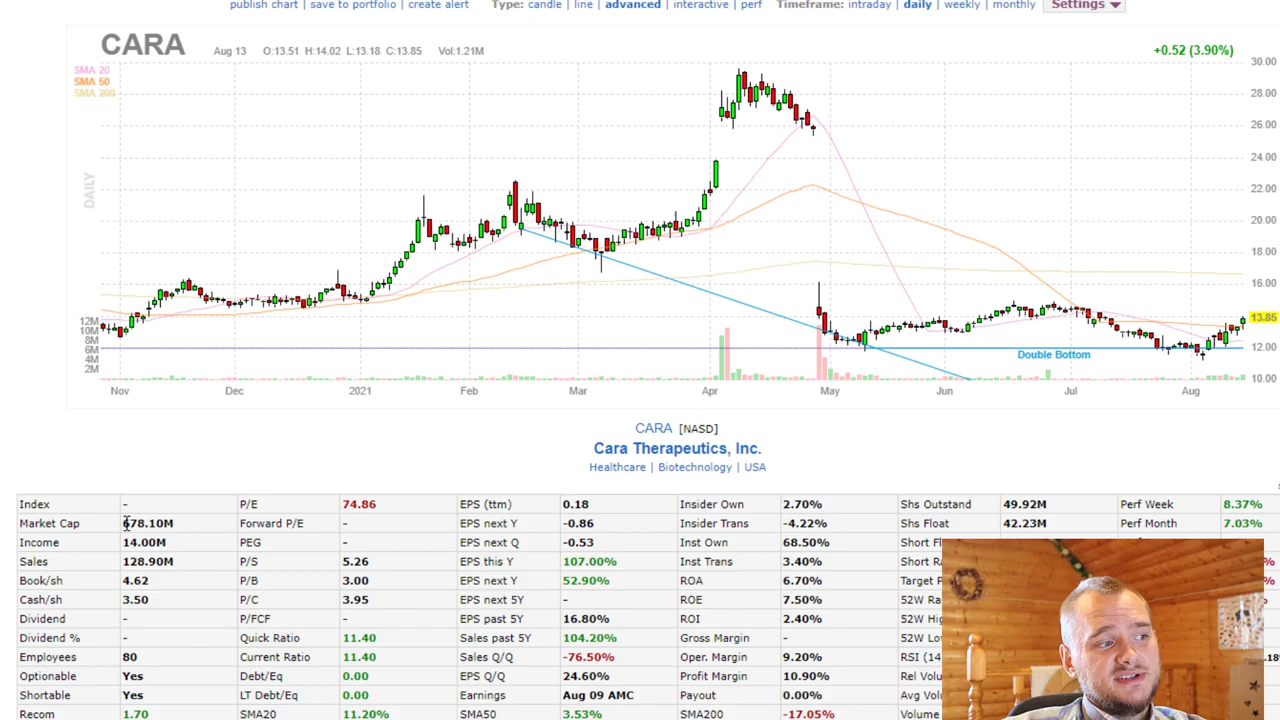 publish chart | save to portfolio | create alert Type: candle | line | advanced | interactive | perf Timeframe: intraday | daily | weekly | monthly Settings
CARA Aug 13 O:13.51 H:14.02 L:13.18 C:13.85 Vol:1.21M +0.52 (3.90%)
SMA 20
SMA 50
SMA 200
DAILY
30.00
28.00
26.00
24.00
22.00
20.00
18.00
16.00
13.85
12.00
10.00
12M
10M
8M
6M
4M
2M
Double Bottom
Nov Dec 2021 Feb Mar Apr May Jun Jul Aug
CARA [NASD]
Cara Therapeutics, Inc.
Healthcare | Biotechnology | USA
Index - P/E 74.86 EPS (ttm) 0.18 Insider Own 2.70% Shs Outstand 49.92M Perf Week 8.37%
Market Cap 678.10M Forward P/E - EPS next Y -0.86 Insider Trans -4.22% Shs Float 42.23M Perf Month 7.03%
Income 14.00M PEG - EPS next Q -0.53 Inst Own 68.50% Short
Sales 128.90M P/S 5.26 EPS this Y 107.00% Inst Trans 3.40% Short
Book/sh 4.62 P/B 3.00 EPS next Y 52.90% ROA 6.70% Target
Cash/sh 3.50 P/C 3.95 EPS next 5Y - ROE 7.50% 52W
Dividend - P/FCF - EPS past 5Y 16.80% ROI 2.40% 52W
Dividend % - Quick Ratio 11.40 Sales past 5Y 104.20% Gross Margin - 52W
Employees 80 Current Ratio 11.40 Sales Q/Q -76.50% Oper. Margin 9.20% RSI (14
Optionable Yes Debt/Eq 0.00 EPS Q/Q 24.60% Profit Margin 10.90% Rel
Shortable Yes LT Debt/Eq 0.00 Earnings Aug 09 AMC Payout 0.00% Avg
Recom 1.70 SMA20 11.20% SMA50 3.53% SMA200 -17.05% Volume